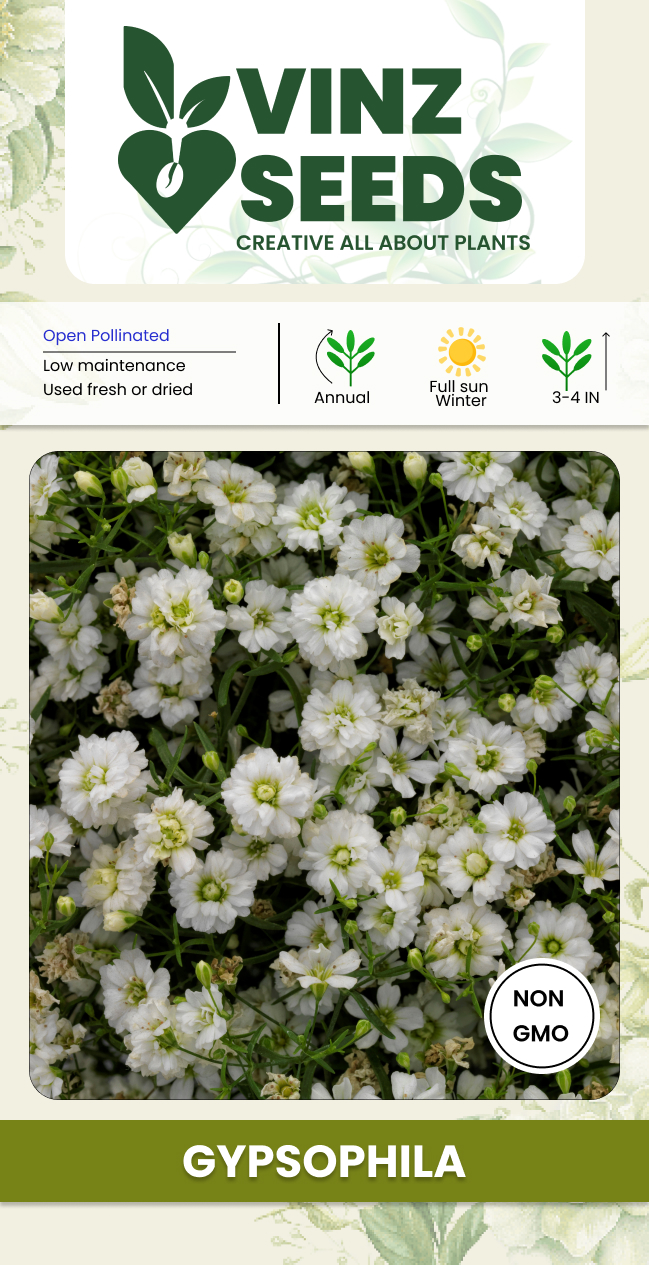 VINZ
SEEDS
CREATIVE ALL ABOUT PLANTS
Open Pollinated
Low maintenance
Used fresh or dried
Annual
Full sun
Winter
3-4 IN
NON
GMO
GYPSOPHILA